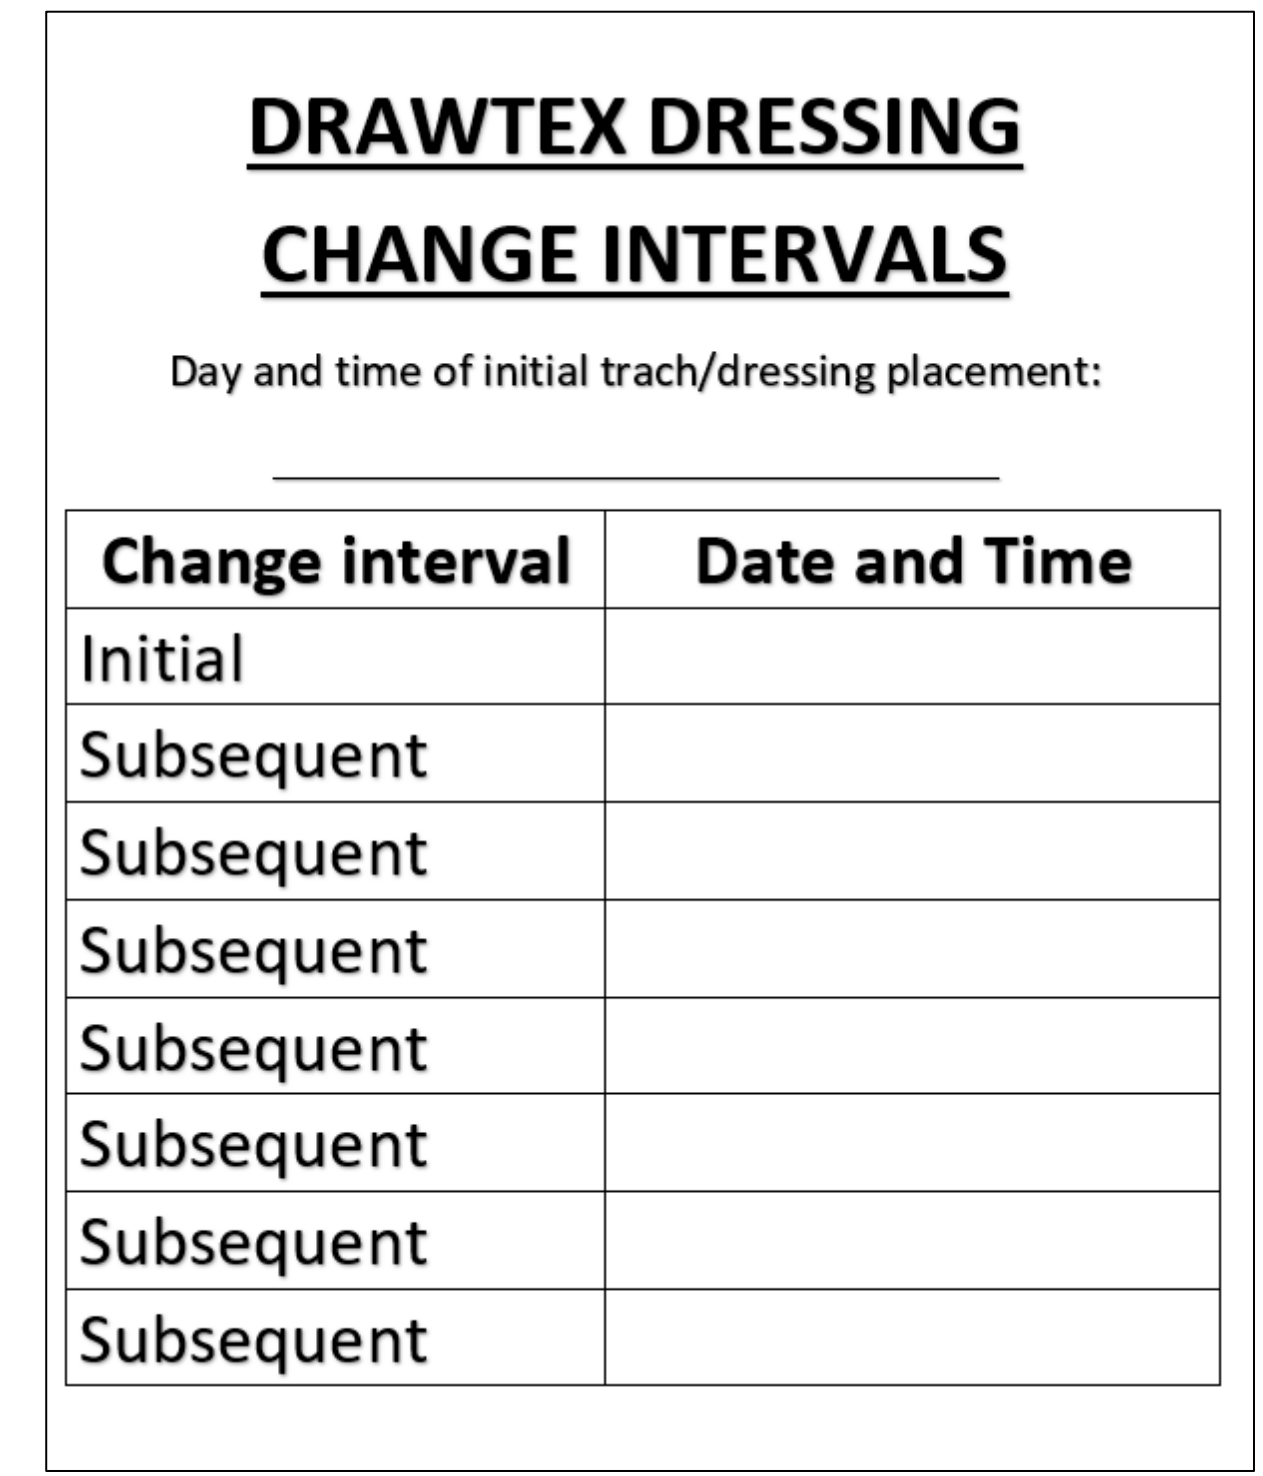 DRAWTEX DRESSING
CHANGE INTERVALS
Day and time of initial trach/dressing placement:
Change interval Date and Time
Initial
Subsequent
Subsequent
Subsequent
Subsequent
Subsequent
Subsequent
Subsequent